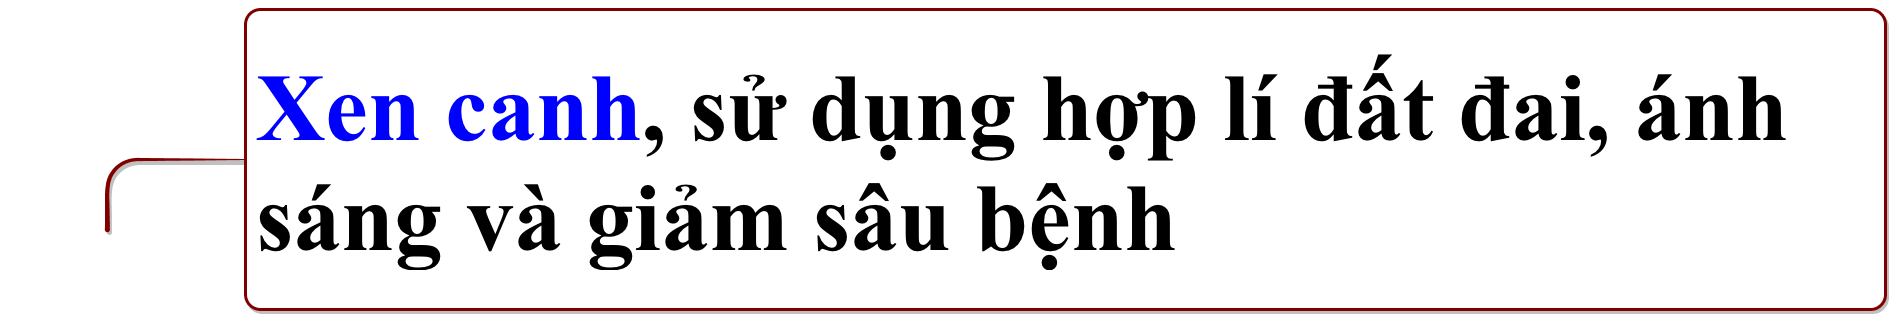 Xen canh, sử dụng hợp lí đất đai, ánh
sáng và giảm sâu bệnh